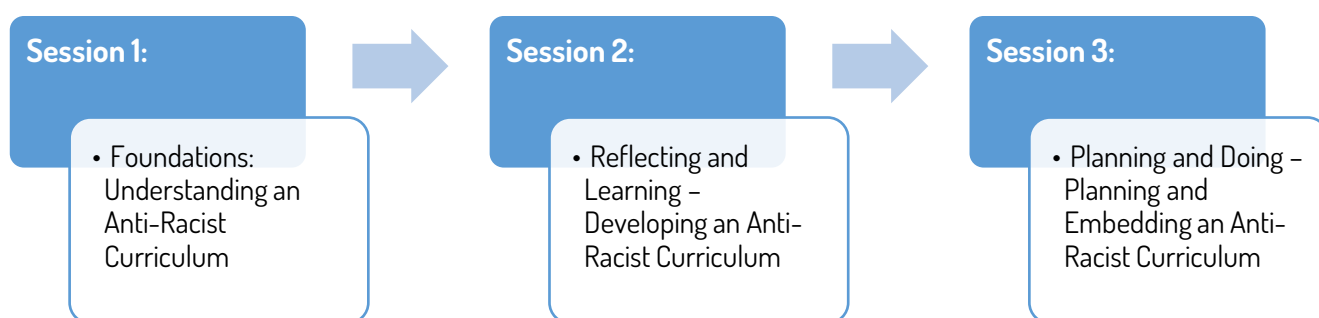 Session 1:
• Foundations:
Understanding an
Anti-Racist
Curriculum
Session 2:
• Reflecting and
Learning –
Developing an Anti-
Racist Curriculum
Session 3:
• Planning and Doing –
Planning and
Embedding an Anti-
Racist Curriculum